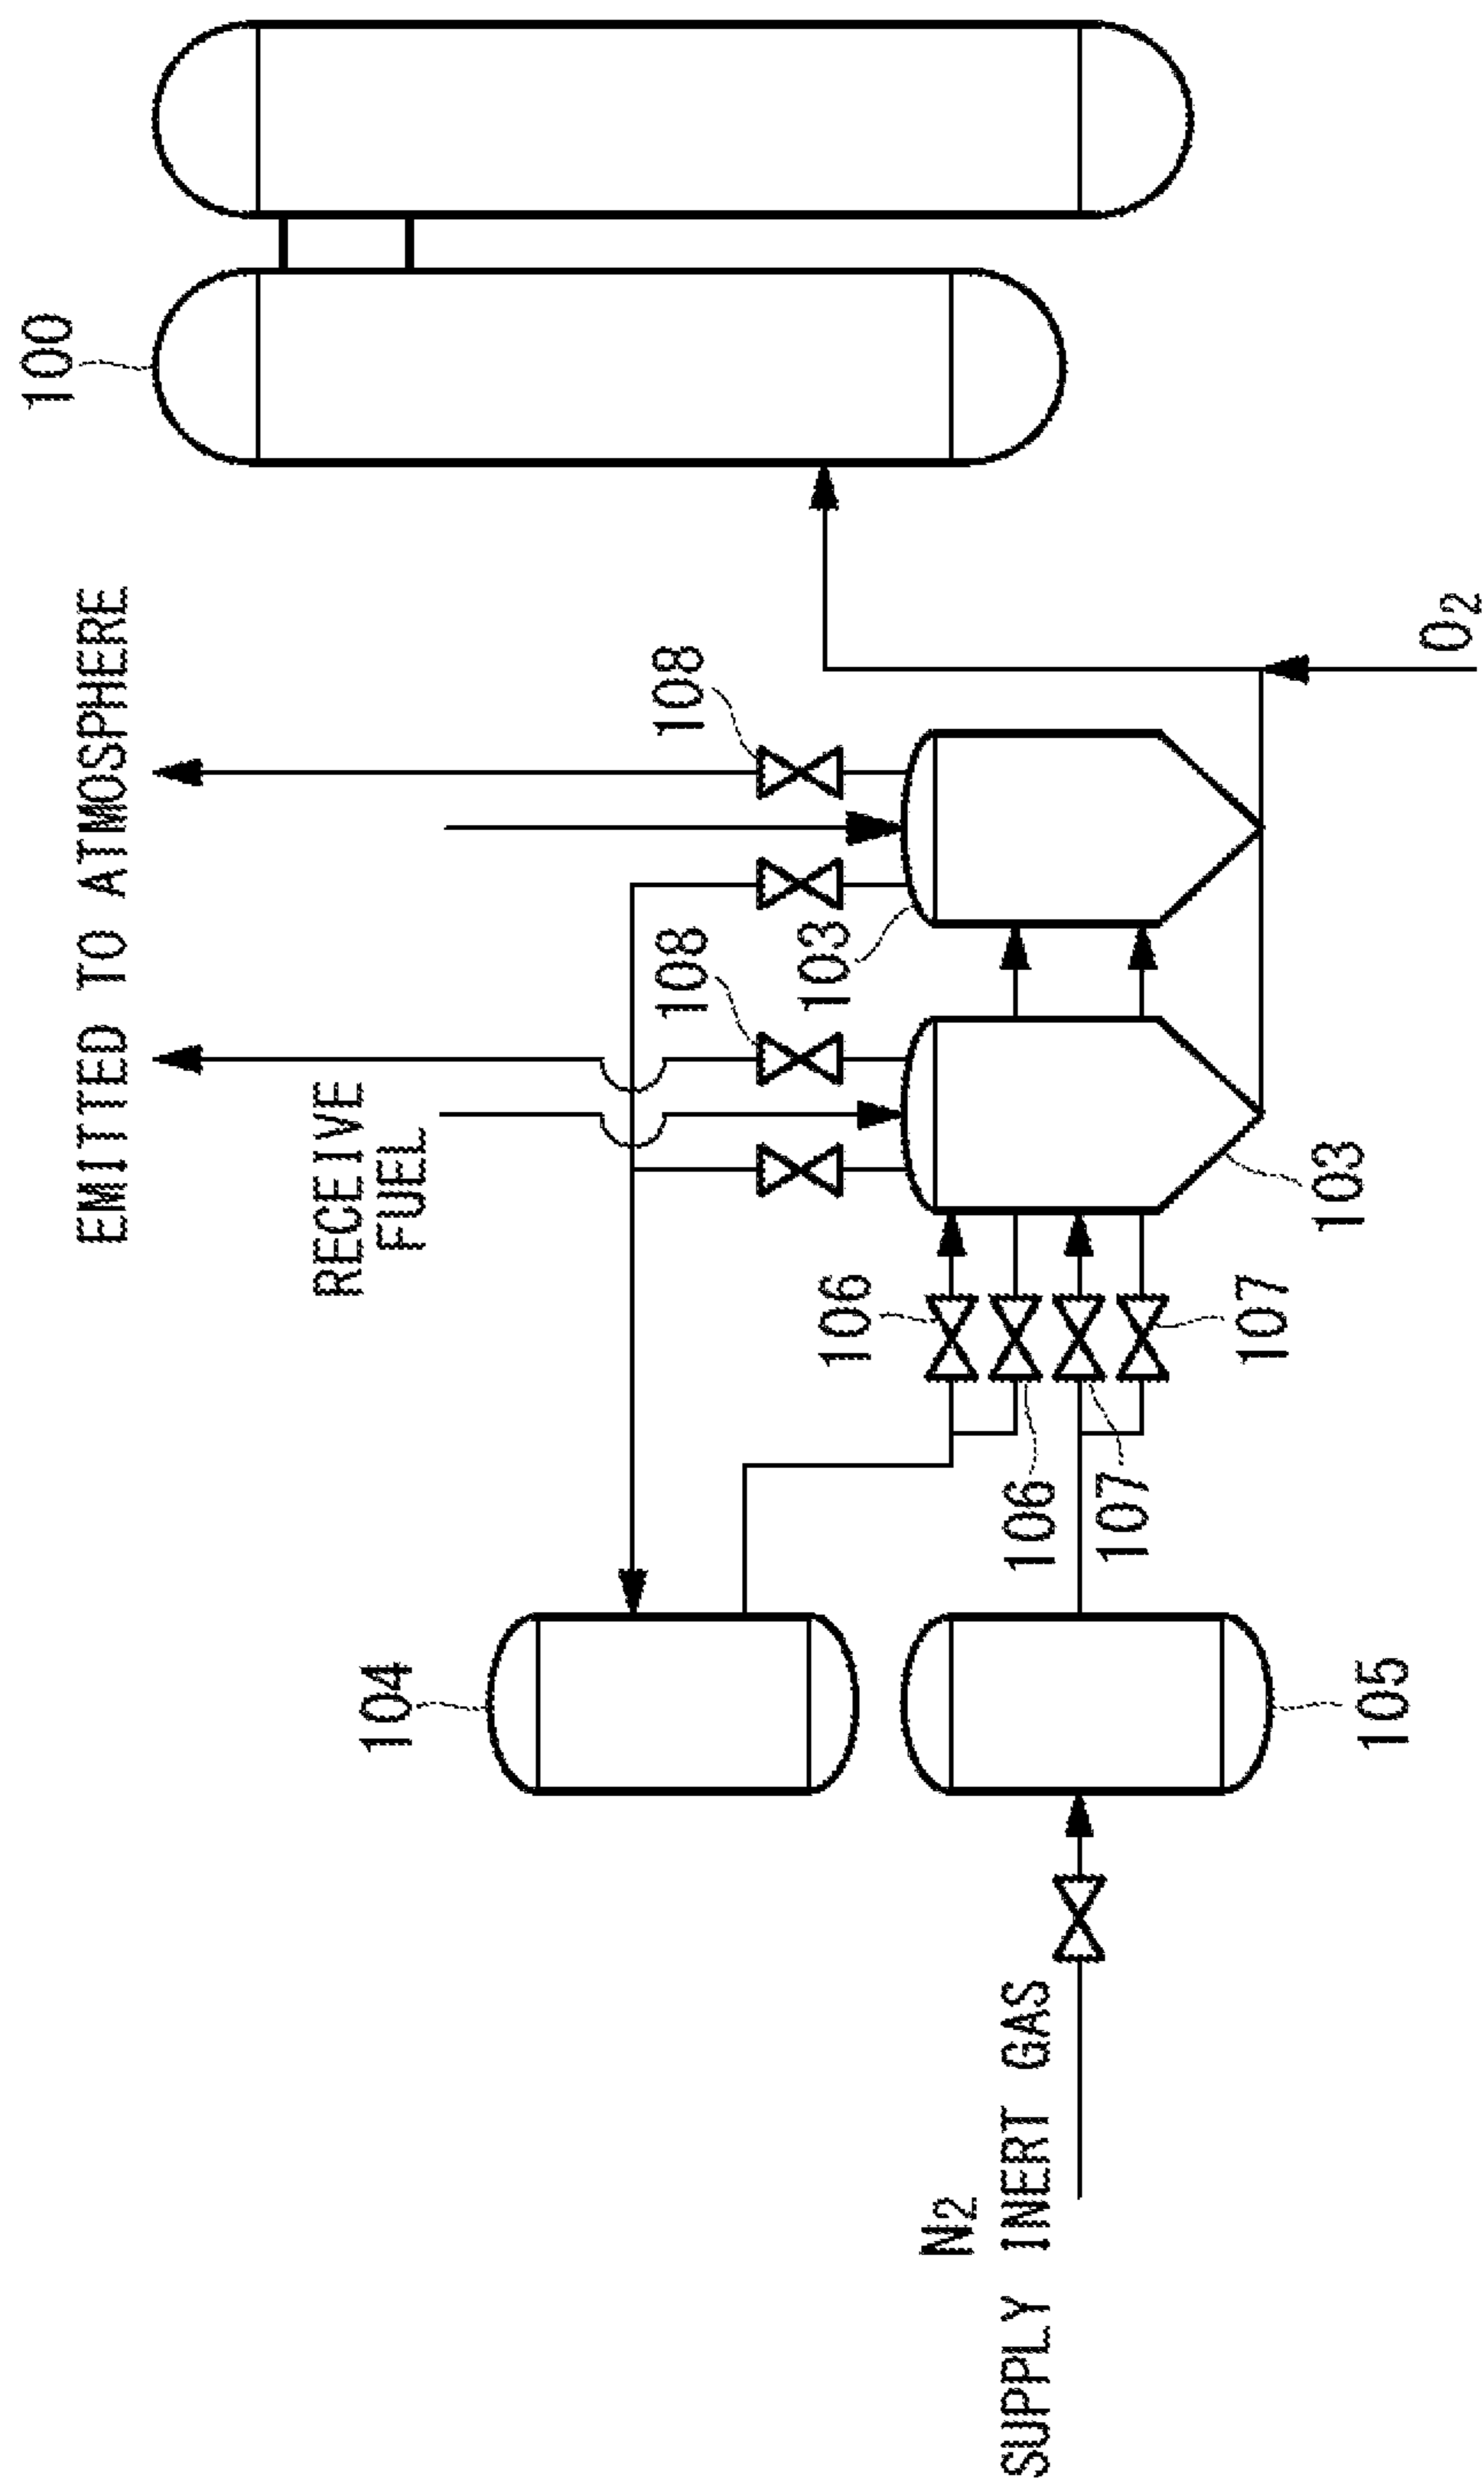 100
EMITTED TO ATMOSPHERE
108
O2
RECEIVE
FUEL
108
103
106
107
103
104
106
107
105
N2
SUPPLY INERT GAS